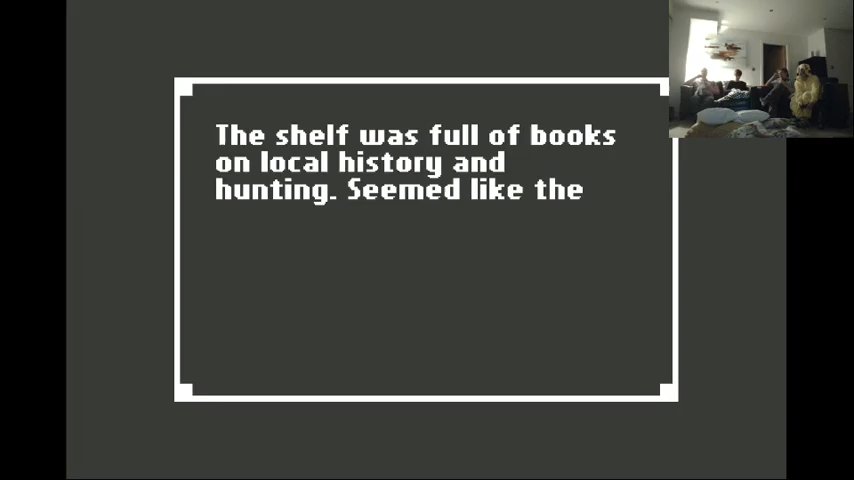 The shelf was full of books
on local history and
hunting. Seemed like the